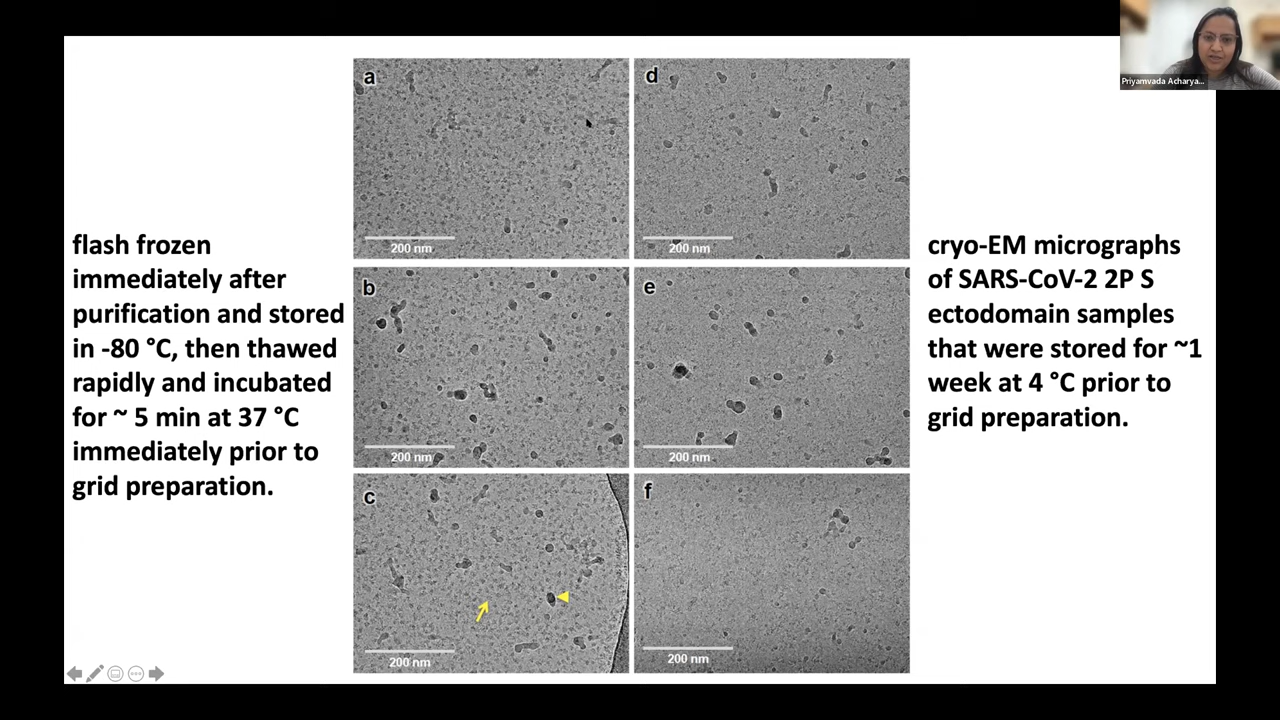 Priyamvada Acharya...
flash frozen
immediately after
purification and stored
in -80 °C, then thawed
rapidly and incubated
for ~ 5 min at 37 °C
immediately prior to
grid preparation.
a
200 nm
b
200 nm
c
200 nm
d
200 nm
e
200 nm
f
200 nm
cryo-EM micrographs
of SARS-CoV-2 2P S
ectodomain samples
that were stored for ~1
week at 4 °C prior to
grid preparation.